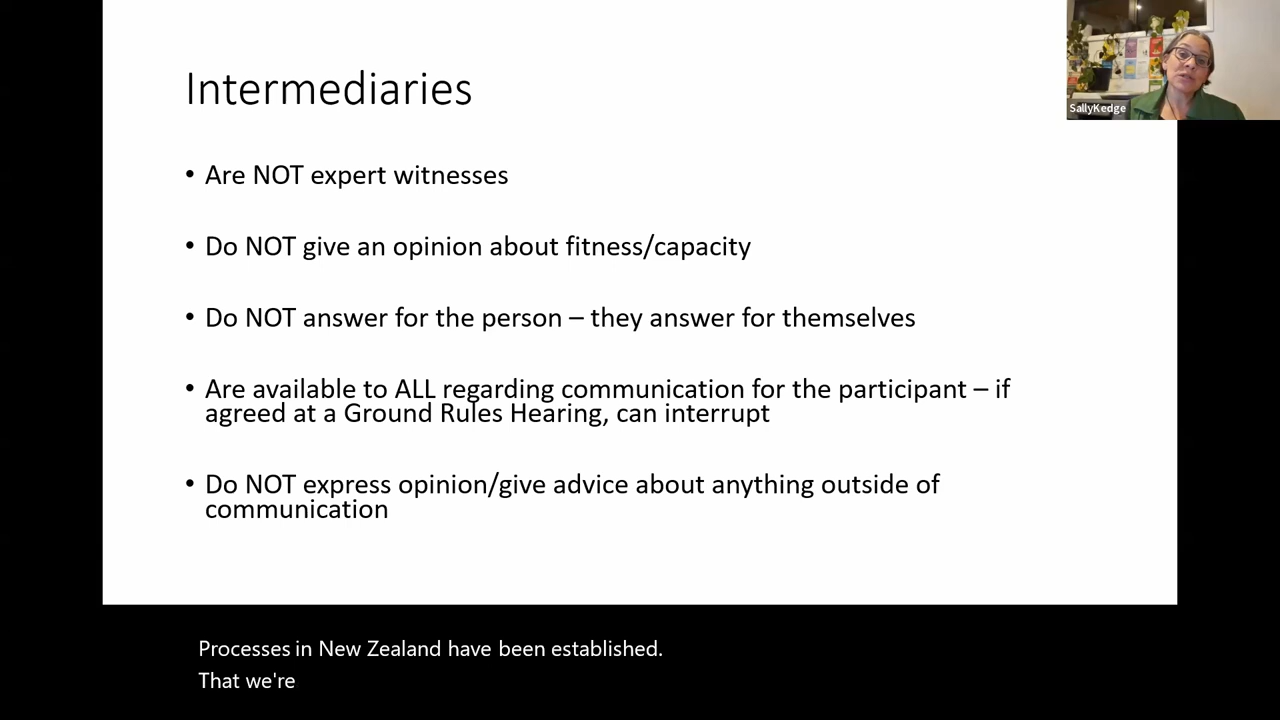 Intermediaries
SallyKedge
• Are NOT expert witnesses
• Do NOT give an opinion about fitness/capacity
• Do NOT answer for the person – they answer for themselves
• Are available to ALL regarding communication for the participant – if
agreed at a Ground Rules Hearing, can interrupt
• Do NOT express opinion/give advice about anything outside of
communication
Processes in New Zealand have been established.
That we're